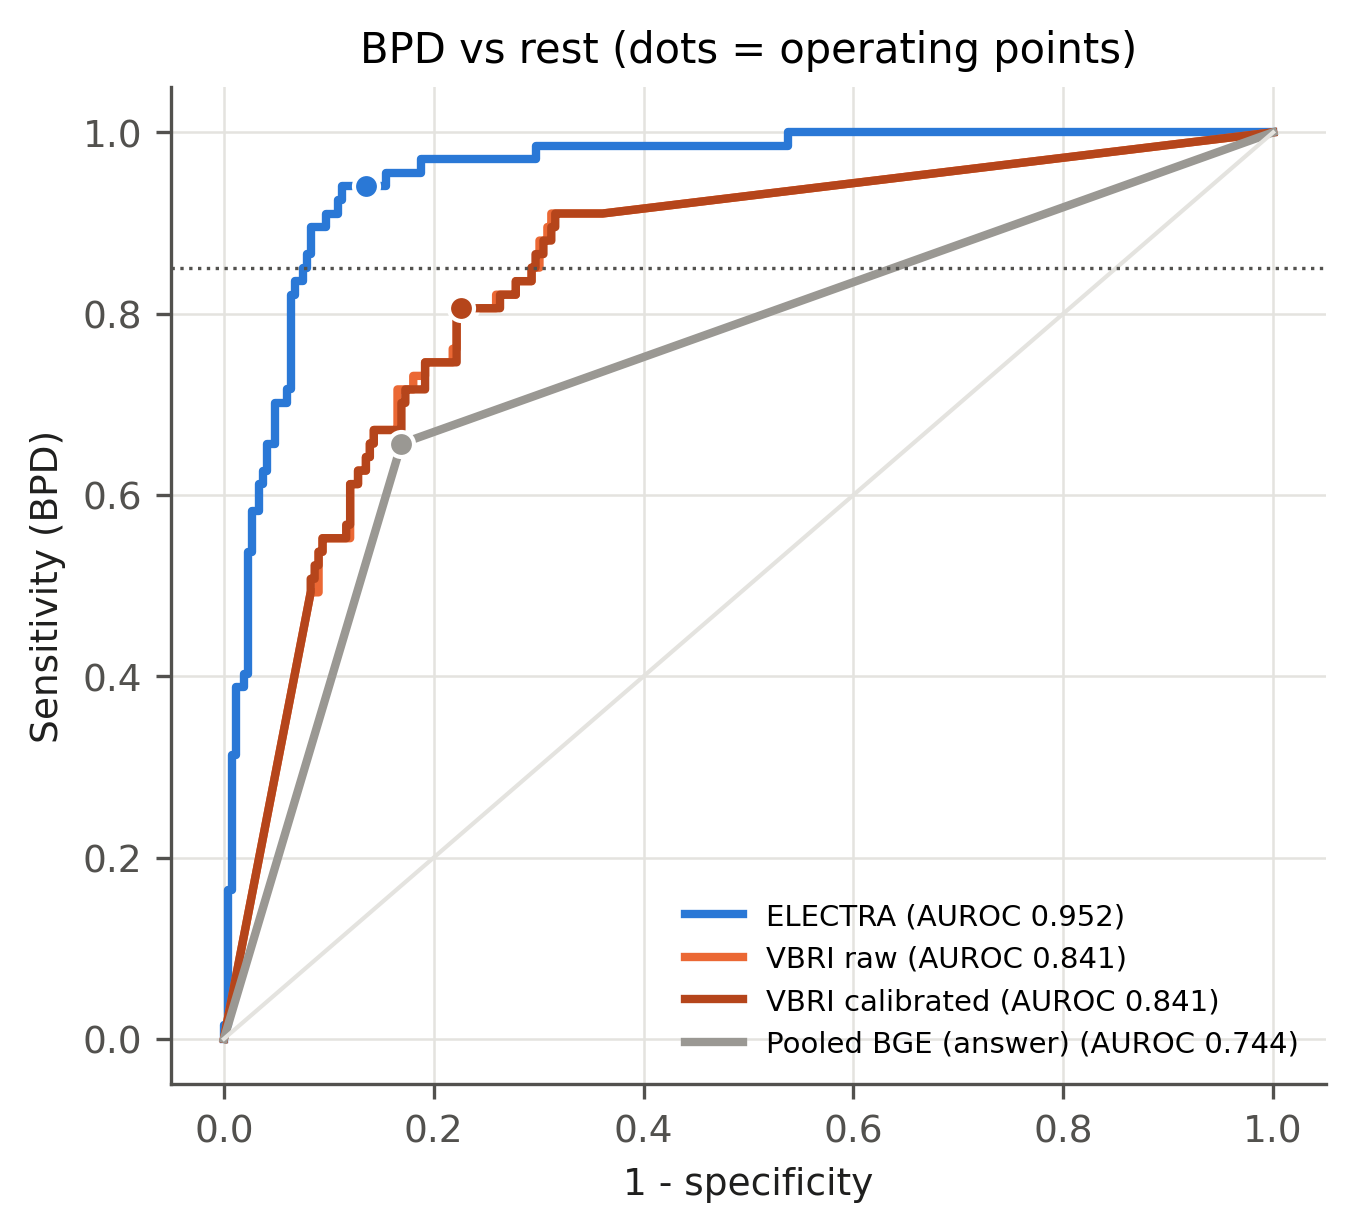 BPD vs rest (dots = operating points)
Sensitivity (BPD)
1.0
0.8
0.6
0.4
0.2
0.0
ELECTRA (AUROC 0.952)
VBRI raw (AUROC 0.841)
VBRI calibrated (AUROC 0.841)
Pooled BGE (answer) (AUROC 0.744)
0.0 0.2 0.4 0.6 0.8 1.0
1 - specificity